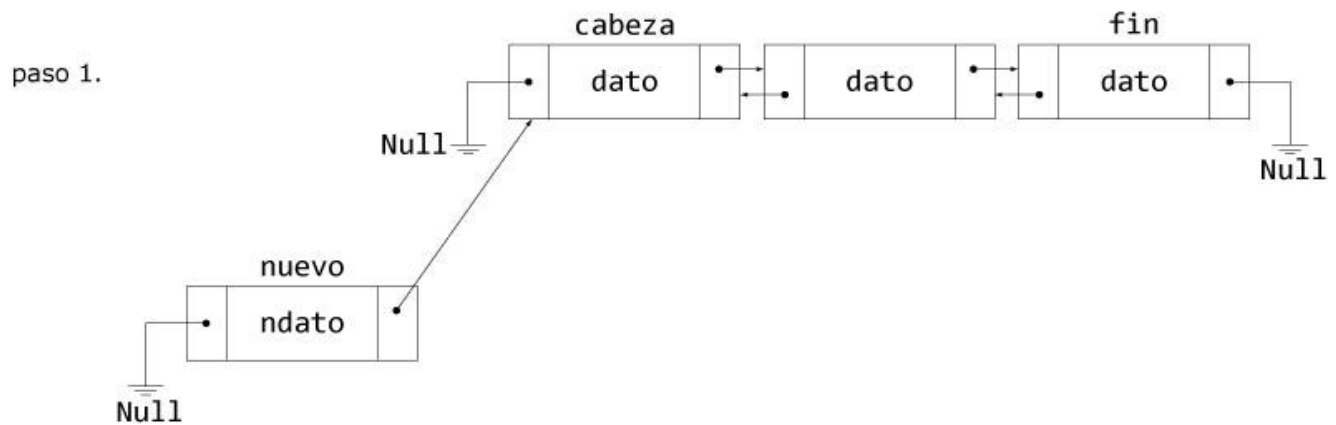 cabeza fin
paso 1.
dato dato dato
Null
Null
nuevo
ndato
Null